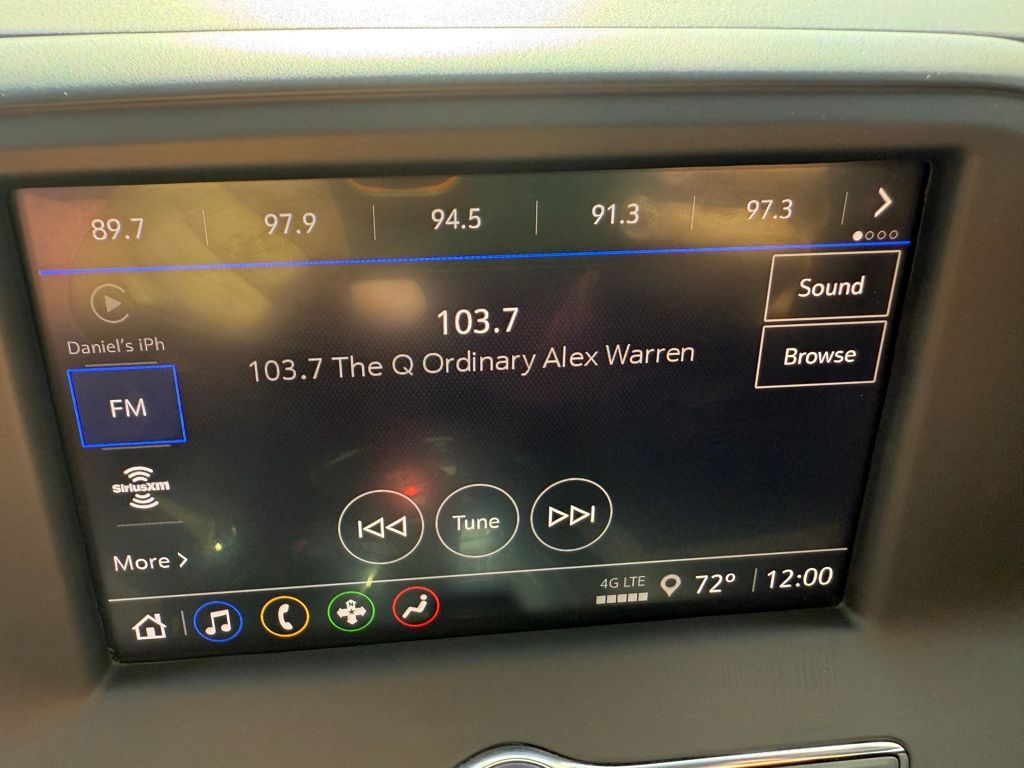 89.7
97.9
94.5
91.3
97.3
Sound
Daniel's iPh
103.7
103.7 The Q Ordinary Alex Warren
Browse
FM
SiriusXM
Tune
More
4G LTE
72°
12:00